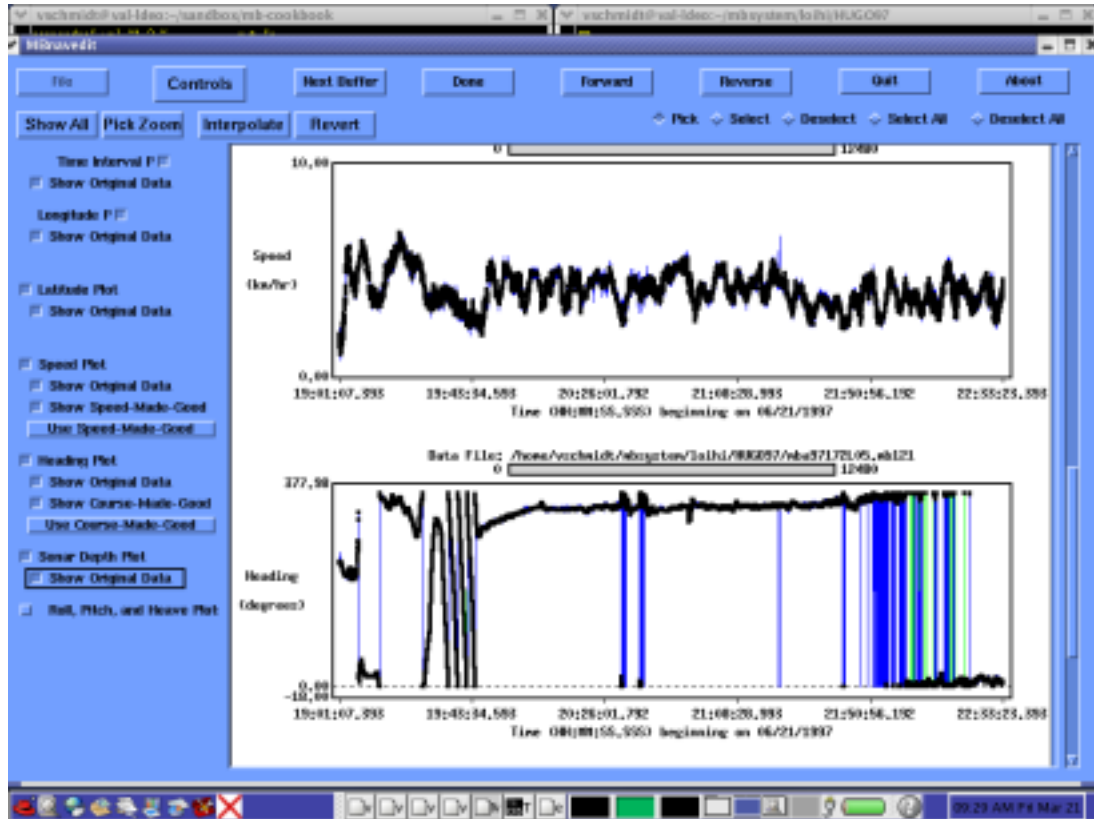 vschmidt@val-ldeo:~/sandbox/mb-cookbook
vschmidt@val-ldeo:~/mbsystem/loihi/HUGO97
MBnavedit
File Controls Next Buffer Done Forward Reverse Quit About
Show All Pick Zoom Interpolate Revert Pick Select Deselect Select All Deselect All
Time Interval P
Show Original Data
Longitude P
Show Original Data
Latitude Plot
Show Original Data
Speed Plot
Show Original Data
Show Speed-Made-Good
Use Speed-Made-Good
Heading Plot
Show Original Data
Show Course-Made-Good
Use Course-Made-Good
Sonar Depth Plot
Show Original Data
Roll, Pitch, and Heave Plot
0 12480
10.00
Speed
(km/hr)
0.00
19:01:07.393 19:43:34.593 20:26:01.792 21:08:28.993 21:50:56.192 22:33:23.393
Time (HH:MM:SS.SSS) beginning on 06/21/1997
Data File: /home/vschmidt/mbsystem/loihi/HUGO97/mba97172L05.mb121
0 12480
377.98
Heading
(degrees)
0.00
-18.00
19:01:07.393 19:43:34.593 20:26:01.792 21:08:28.993 21:50:56.192 22:33:23.393
Time (HH:MM:SS.SSS) beginning on 06/21/1997
09:29 AM Fri Mar 21